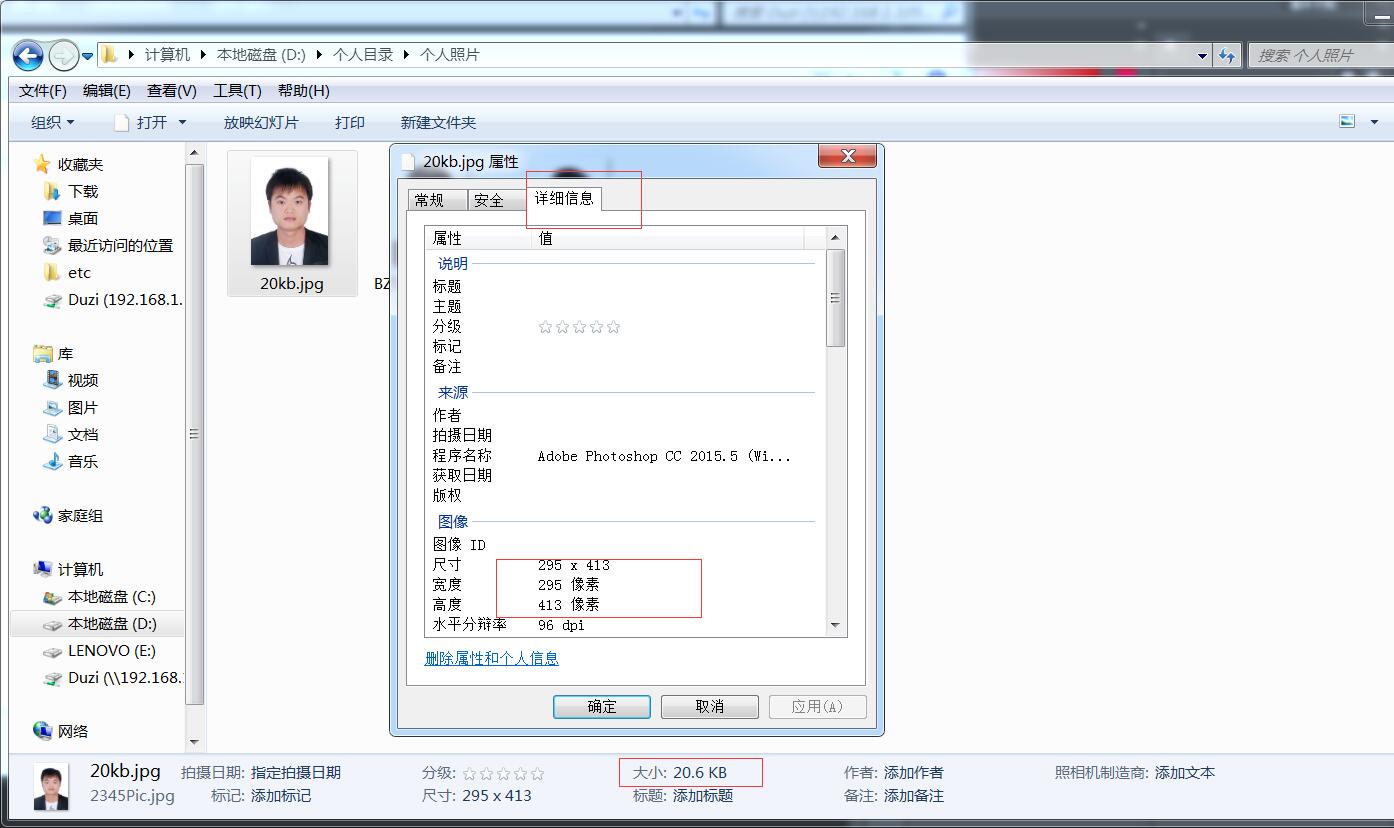 计算机 本地磁盘 (D:) 个人目录 个人照片
搜索 个人照片
文件(F) 编辑(E) 查看(V) 工具(T) 帮助(H)
组织 打开 放映幻灯片 打印 新建文件夹
收藏夹
下载
桌面
最近访问的位置
etc
Duzi (192.168.1.
库
视频
图片
文档
音乐
家庭组
计算机
本地磁盘 (C:)
本地磁盘 (D:)
LENOVO (E:)
Duzi (\\192.168.
网络
20kb.jpg
BZ
20kb.jpg 属性
常规 安全 详细信息
属性 值
说明
标题
主题
分级
标记
备注
来源
作者
拍摄日期
程序名称 Adobe Photoshop CC 2015.5 (Wi...
获取日期
版权
图像
图像 ID
尺寸 295 x 413
宽度 295 像素
高度 413 像素
水平分辩率 96 dpi
删除属性和个人信息
确定 取消 应用(A)
20kb.jpg 拍摄日期: 指定拍摄日期 分级: 大小: 20.6 KB 作者: 添加作者 照相机制造商: 添加文本
2345Pic.jpg 标记: 添加标记 尺寸: 295 x 413 标题: 添加标题 备注: 添加备注